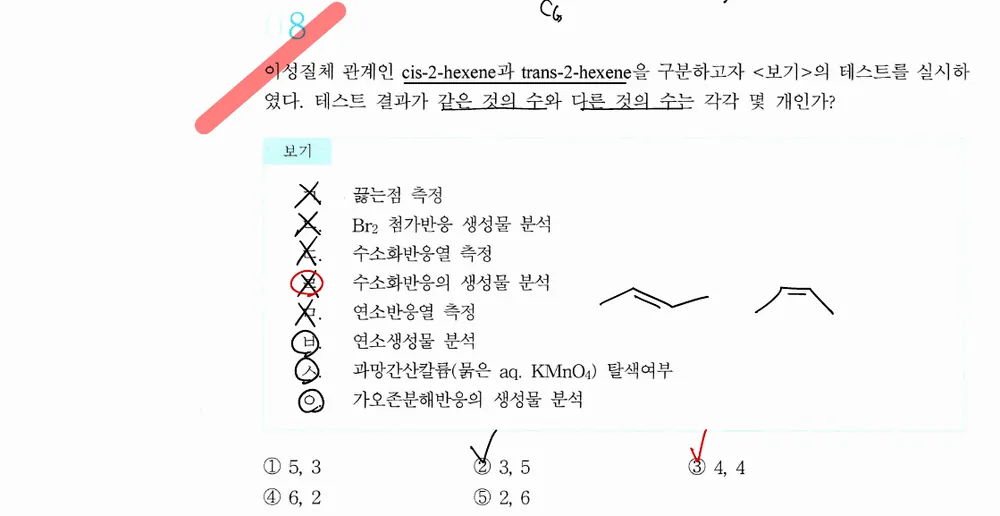 C6
08
이성질체 관계인 cis-2-hexene과 trans-2-hexene을 구분하고자 <보기>의 테스트를 실시하
였다. 테스트 결과가 같은 것의 수와 다른 것의 수는 각각 몇 개인가?
보기
ㄱ. 끓는점 측정
ㄴ. Br₂ 첨가반응 생성물 분석
ㄷ. 수소화반응열 측정
ㄹ. 수소화반응의 생성물 분석
ㅁ. 연소반응열 측정
ㅂ. 연소생성물 분석
ㅅ. 과망간산칼륨(묽은 aq. KMnO₄) 탈색여부
ㅇ. 가오존분해반응의 생성물 분석
① 5, 3 ② 3, 5 ③ 4, 4
④ 6, 2 ⑤ 2, 6